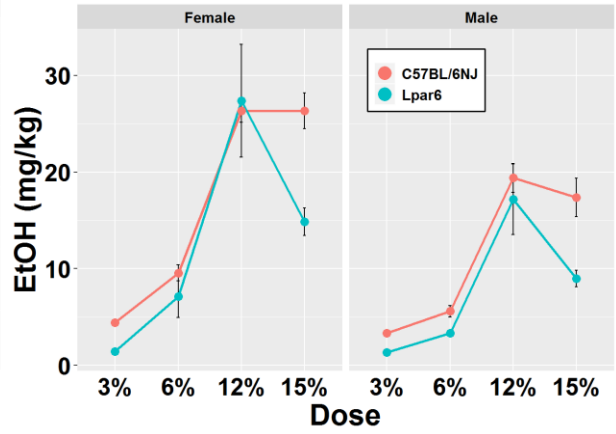 Female Male
C57BL/6NJ
Lpar6
EtOH (mg/kg)
30
20
10
0
3% 6% 12% 15% 3% 6% 12% 15%
Dose